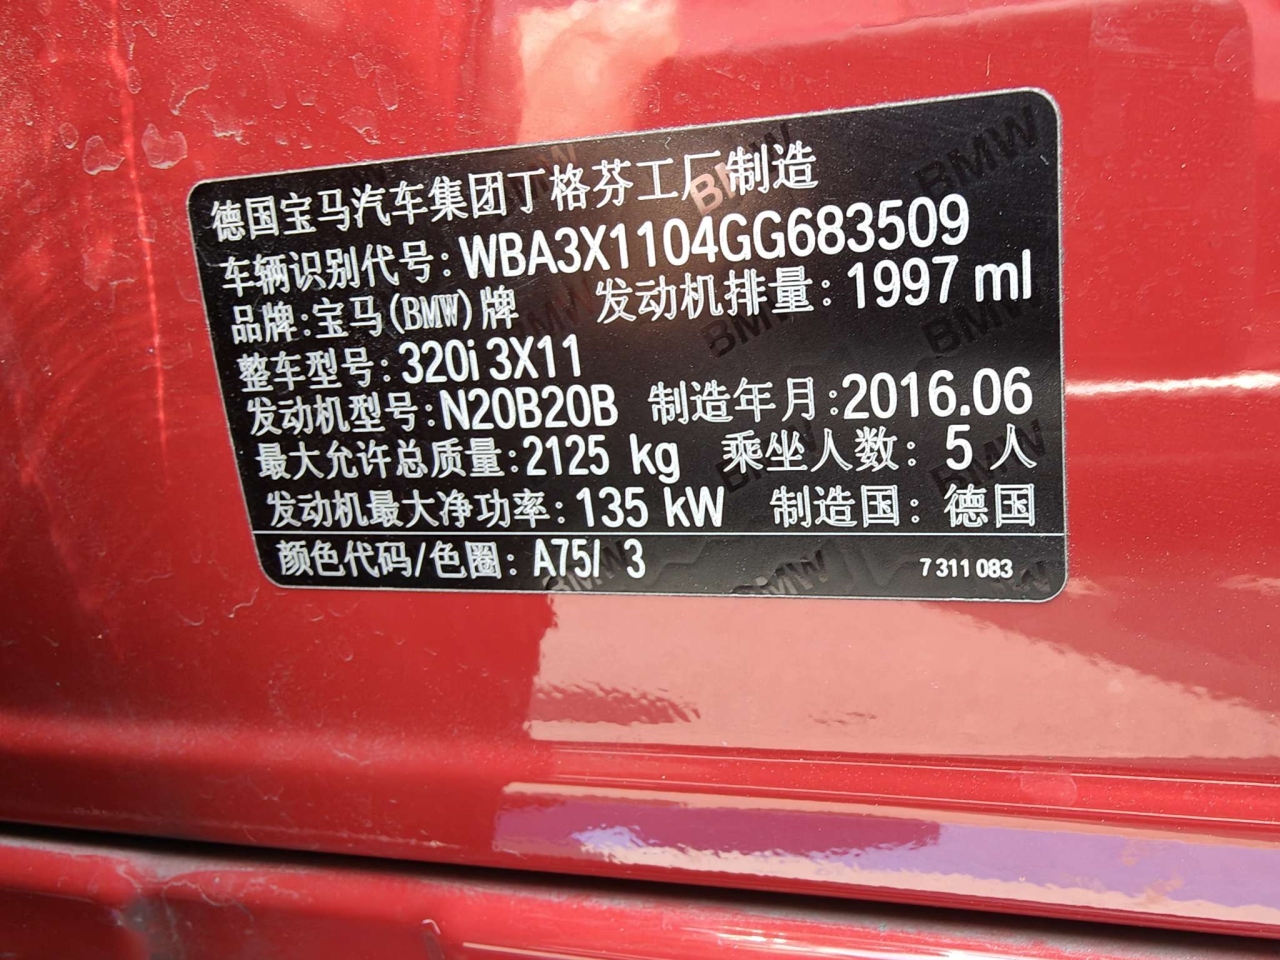 德国宝马汽车集团丁格芬工厂制造
车辆识别代号:WBA3X1104GG683509
品牌:宝马(BMW)牌 发动机排量:1997 ml
整车型号:320i 3X11
发动机型号:N20B20B 制造年月:2016.06
最大允许总质量:2125 kg 乘坐人数:5人
发动机最大净功率:135 kW 制造国:德国
颜色代码/色圈:A75/ 3 7 311 083